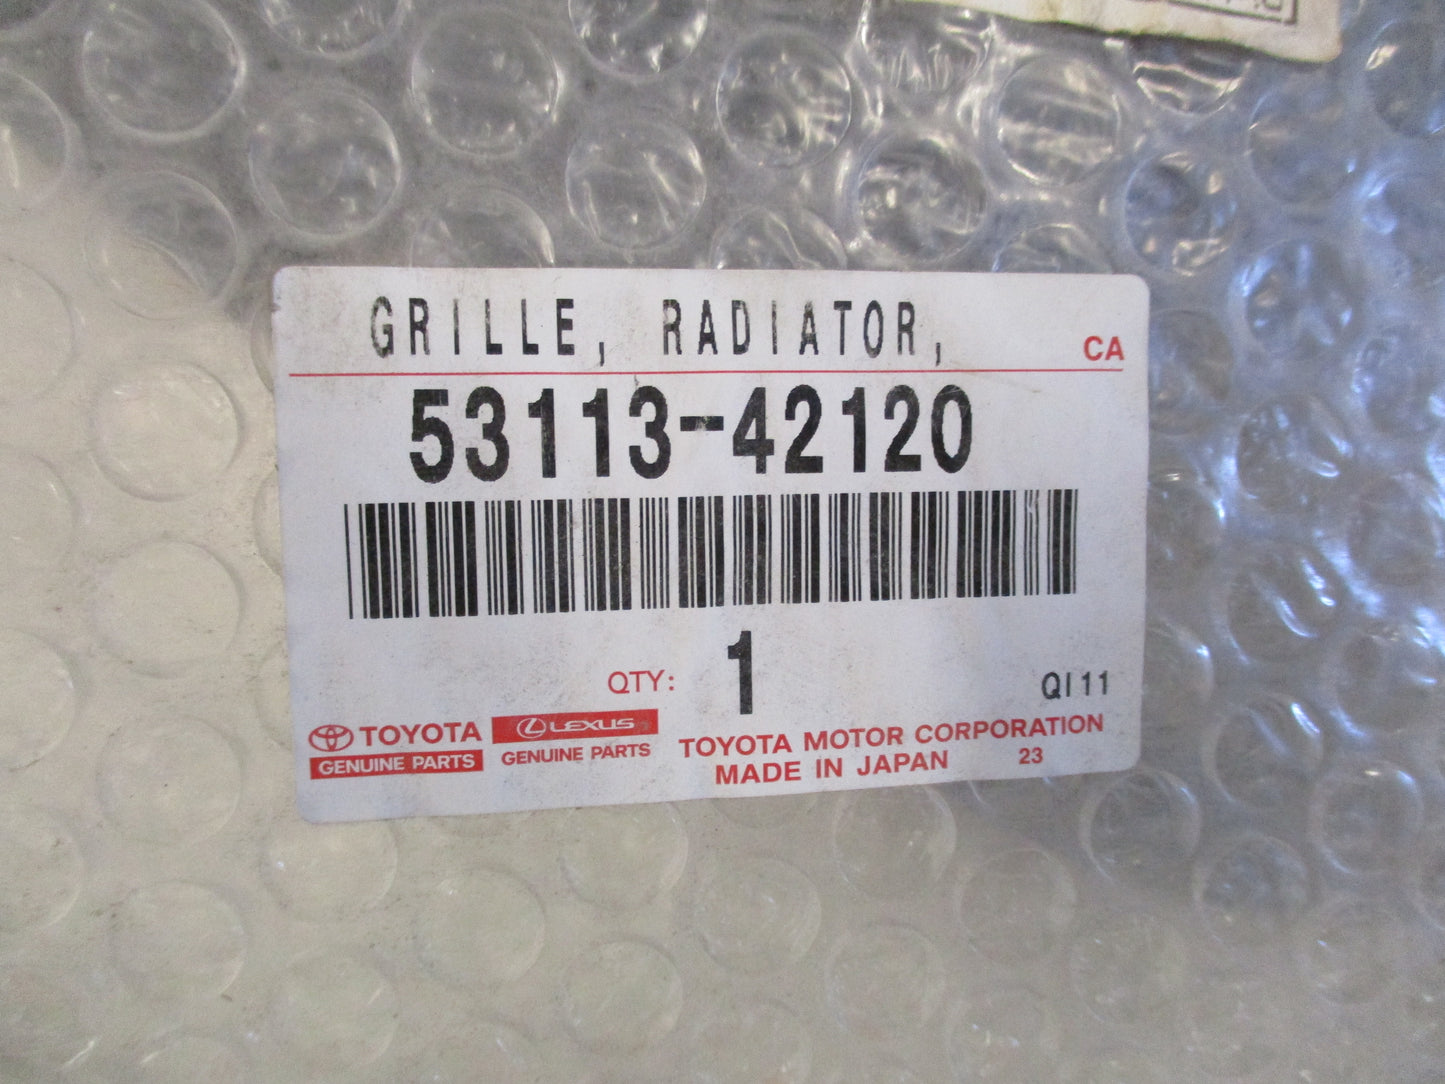 GRILLE, RADIATOR,
CA
53113-42120
QTY: 1
QI11
TOYOTA
GENUINE PARTS
LEXUS
GENUINE PARTS
TOYOTA MOTOR CORPORATION
MADE IN JAPAN 23